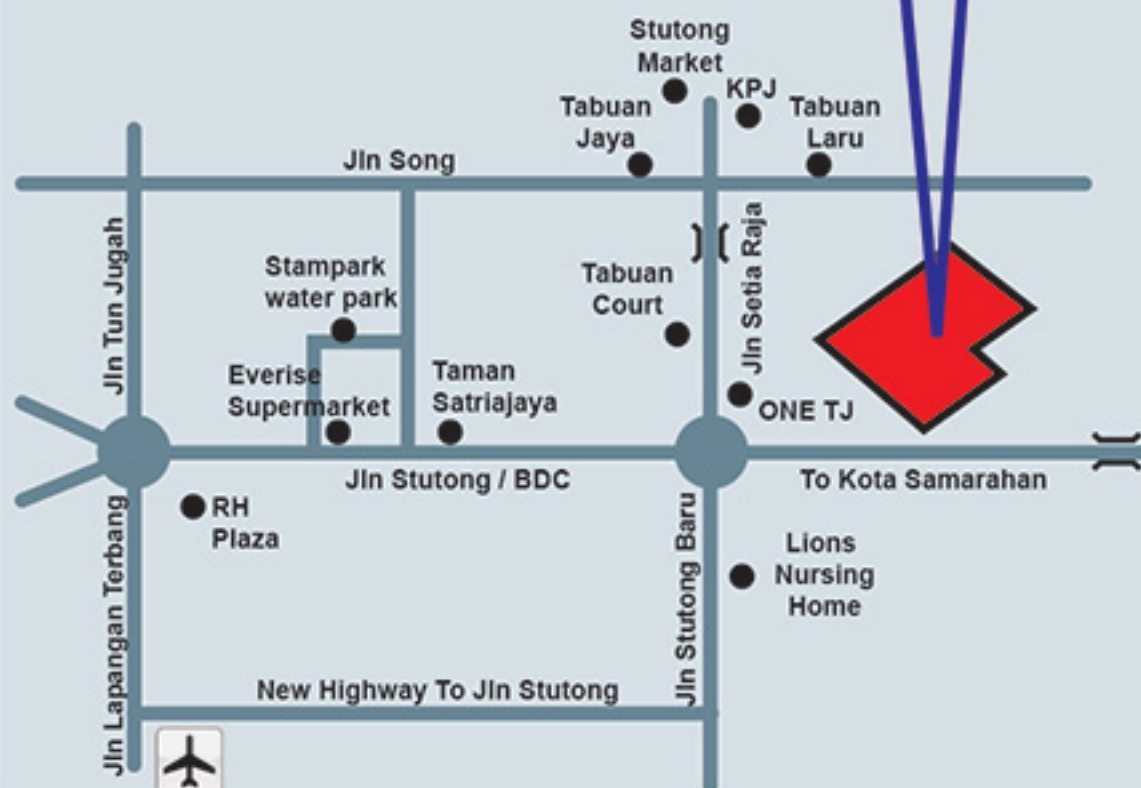 Stutong
Market
KPJ
Tabuan
Jaya
Tabuan
Laru
Jln Song
Jln Tun Jugah
Stampark
water park
Tabuan
Court
Jln Setia Raja
Everise
Supermarket
Taman
Satriajaya
ONE TJ
Jln Stutong / BDC
To Kota Samarahan
RH
Plaza
Jln Lapangan Terbang
Jln Stutong Baru
Lions
Nursing
Home
New Highway To Jln Stutong